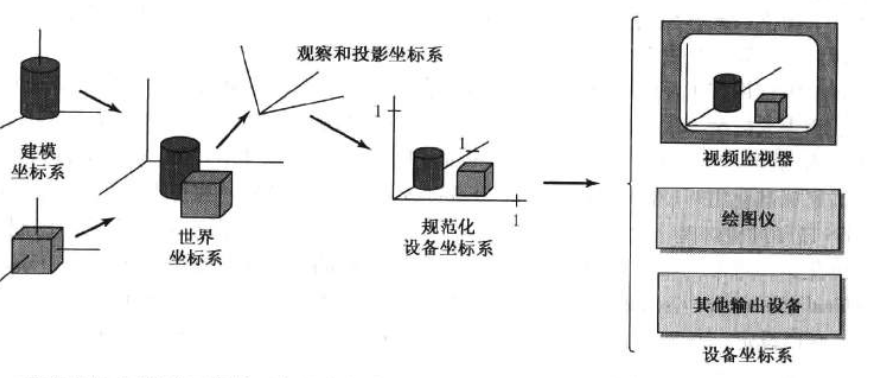 观察和投影坐标系
1
1
建模
坐标系
视频监视器
世界
坐标系
规范化
设备坐标系
1
绘图仪
其他输出设备
设备坐标系